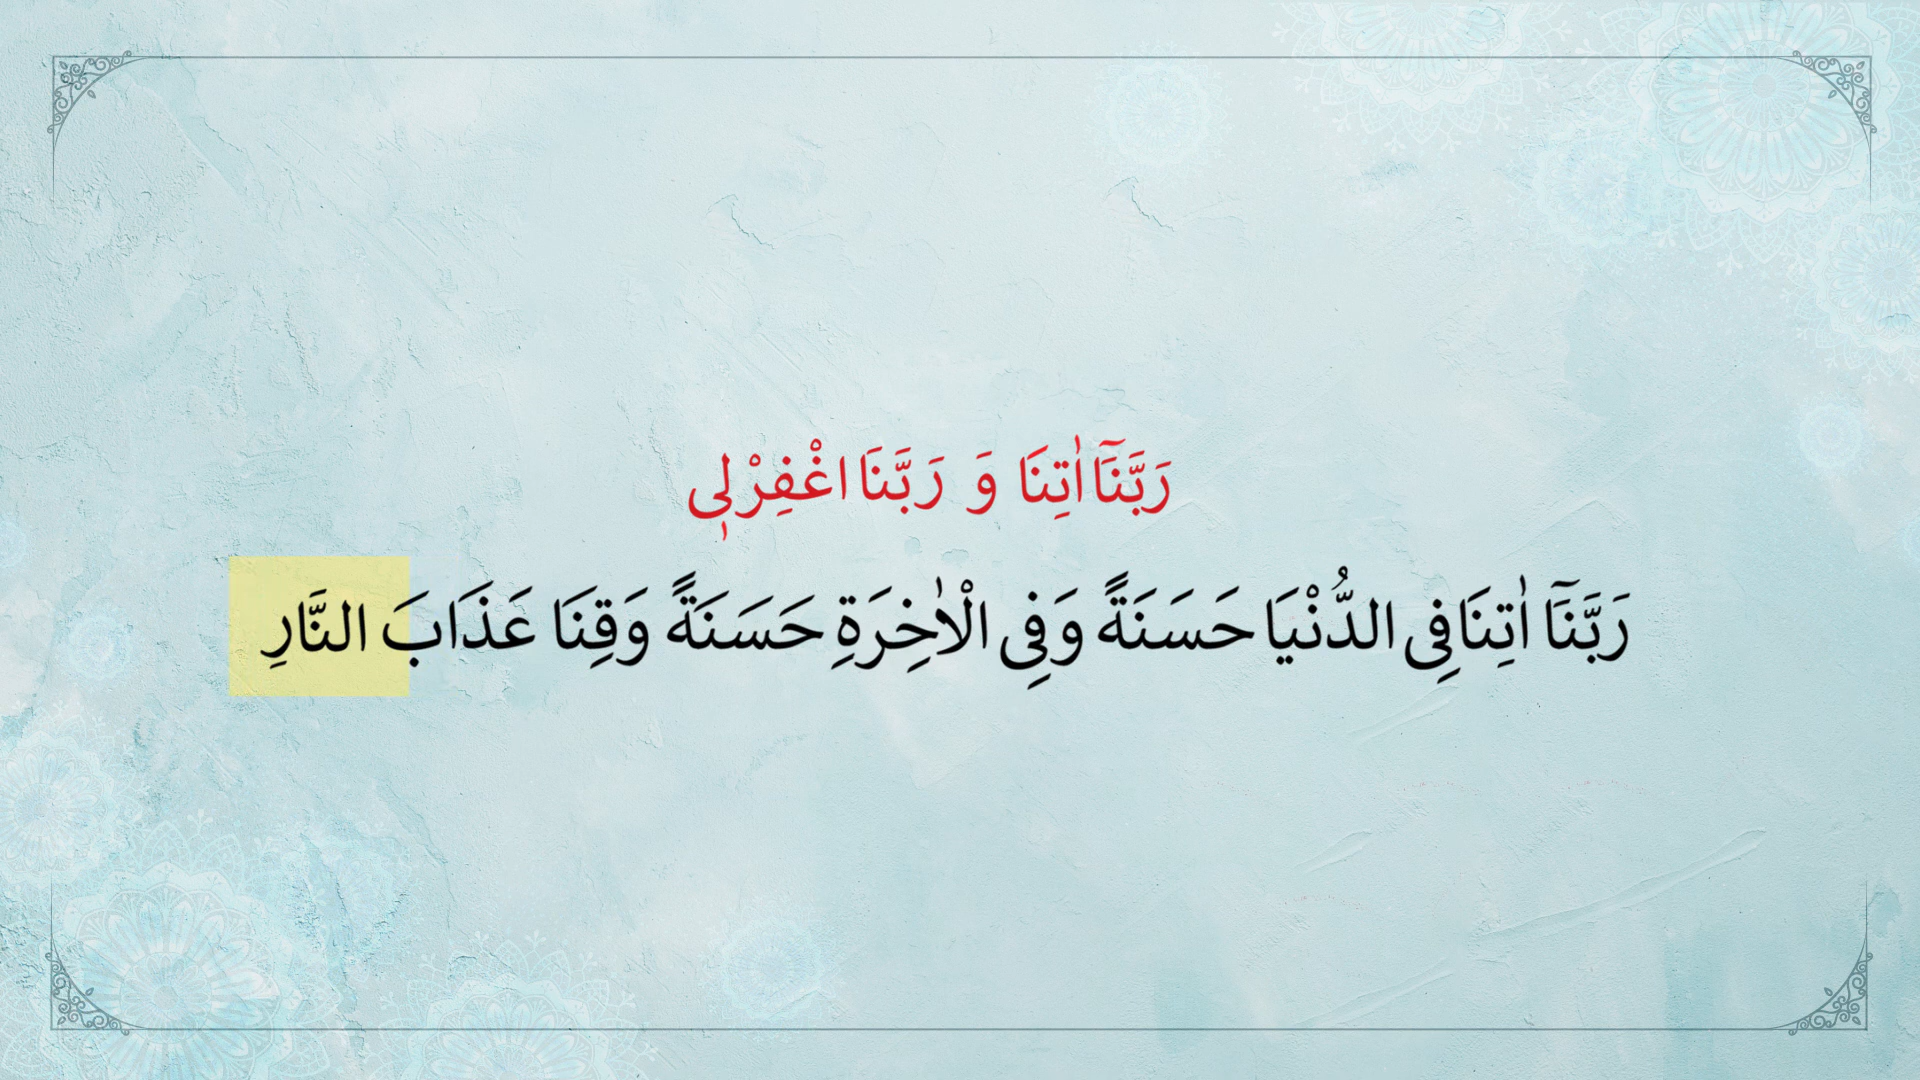 رَبَّنَآ اٰتِنَا وَ رَبَّنَا اغْفِرْلٖى
رَبَّنَآ اٰتِنَا فِى الدُّنْيَا حَسَنَةً وَفِى الْاٰخِرَةِ حَسَنَةً وَقِنَا عَذَابَ النَّارِ